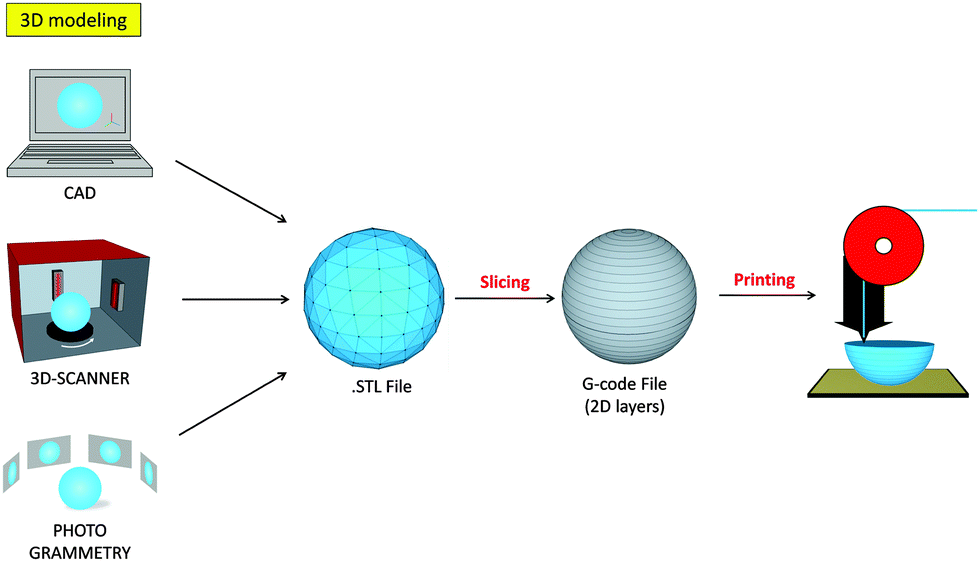 3D modeling
CAD
3D-SCANNER
PHOTO
GRAMMETRY
.STL File
Slicing
G-code File
(2D layers)
Printing